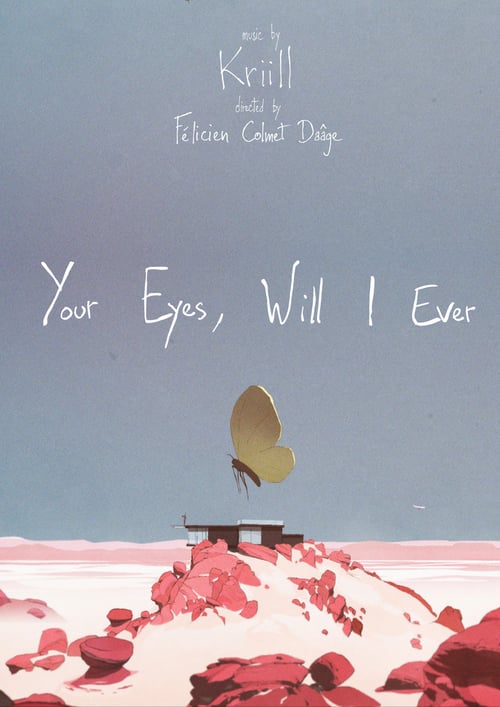 music by
Kriill
directed by
Félicien Colmet Daâge
Your Eyes, Will I Ever